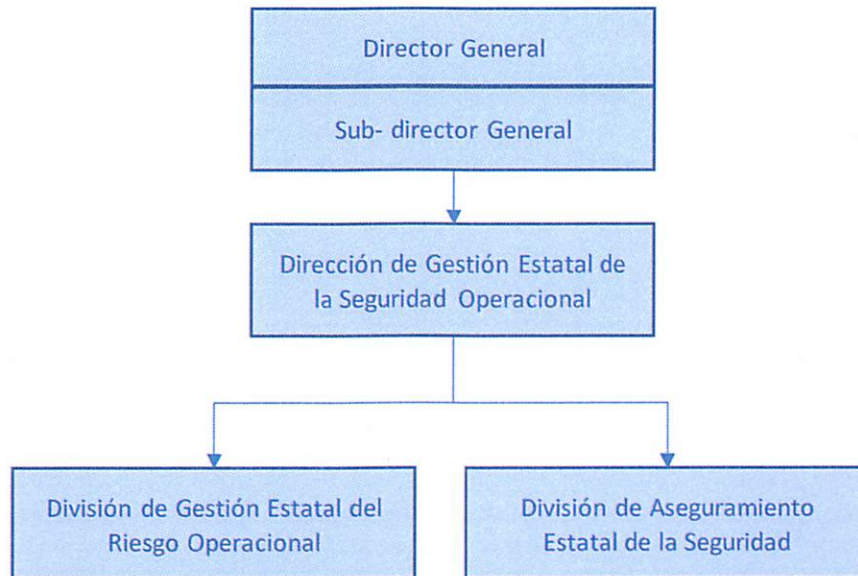 Director General
Sub- director General
Dirección de Gestión Estatal de
la Seguridad Operacional
División de Gestión Estatal del
Riesgo Operacional
División de Aseguramiento
Estatal de la Seguridad